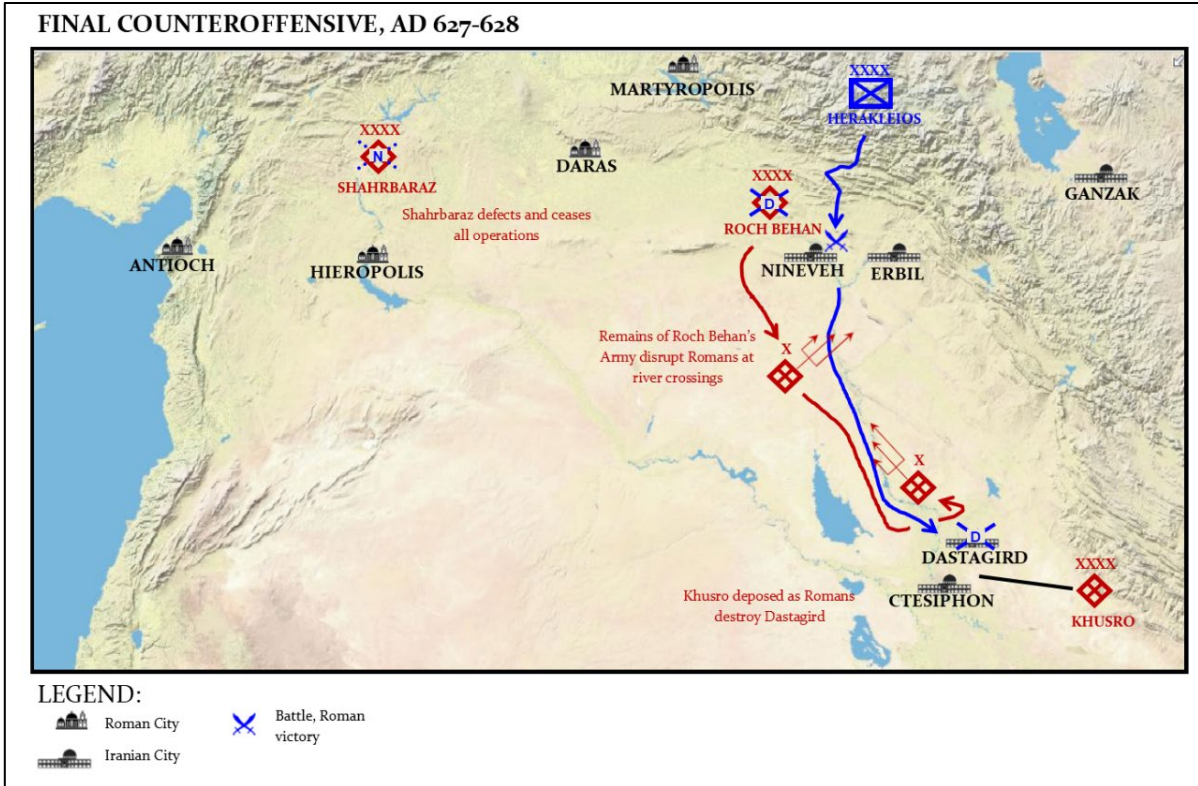 FINAL COUNTEROFFENSIVE, AD 627-628
MARTYROPOLIS
XXXX
HERAKLEIOS
XXXX
N
SHAHRBARAZ
DARAS
XXXX
D
ROCH BEHAN
GANZAK
Shahrbaraz defects and ceases
all operations
ANTIOCH
HIEROPOLIS
NINEVEH
ERBIL
Remains of Roch Behan's
Army disrupt Romans at
river crossings
X
X
D
DASTAGIRD
CTESIPHON
XXXX
KHUSRO
Khusro deposed as Romans
destroy Dastagird
LEGEND:
Roman City
Iranian City
Battle, Roman
victory